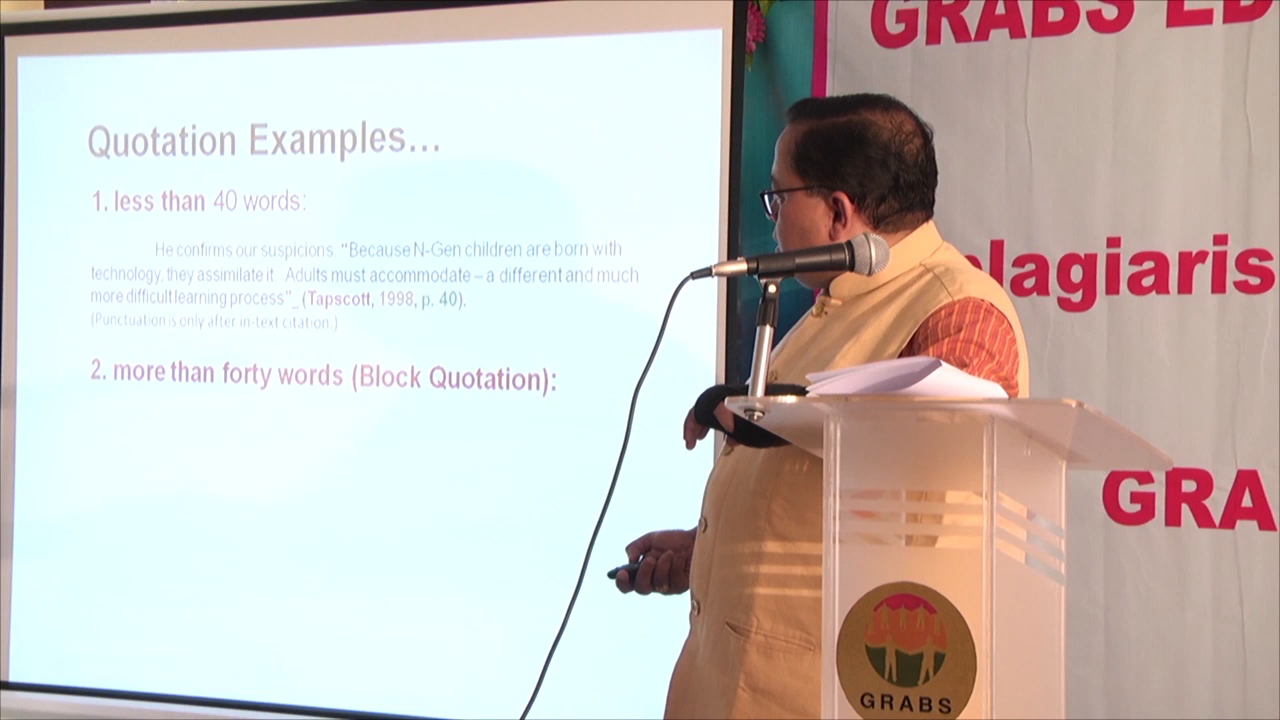 Quotation Examples...
1. less than 40 words:
He confirms our suspicions. "Because N-Gen children are born with
technology, they assimilate it. Adults must accommodate – a different and much
more difficult learning process"_ (Tapscott, 1998, p. 40).
(Punctuation is only after in-text citation.)
2. more than forty words (Block Quotation):
GRABS ED
plagiaris
GRA
GRABS